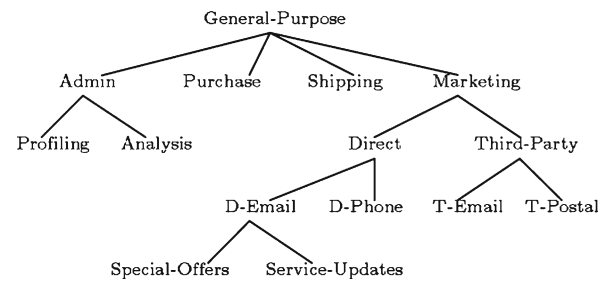 General-Purpose
Admin Purchase Shipping Marketing
Profiling Analysis Direct Third-Party
D-Email D-Phone T-Email T-Postal
Special-Offers Service-Updates